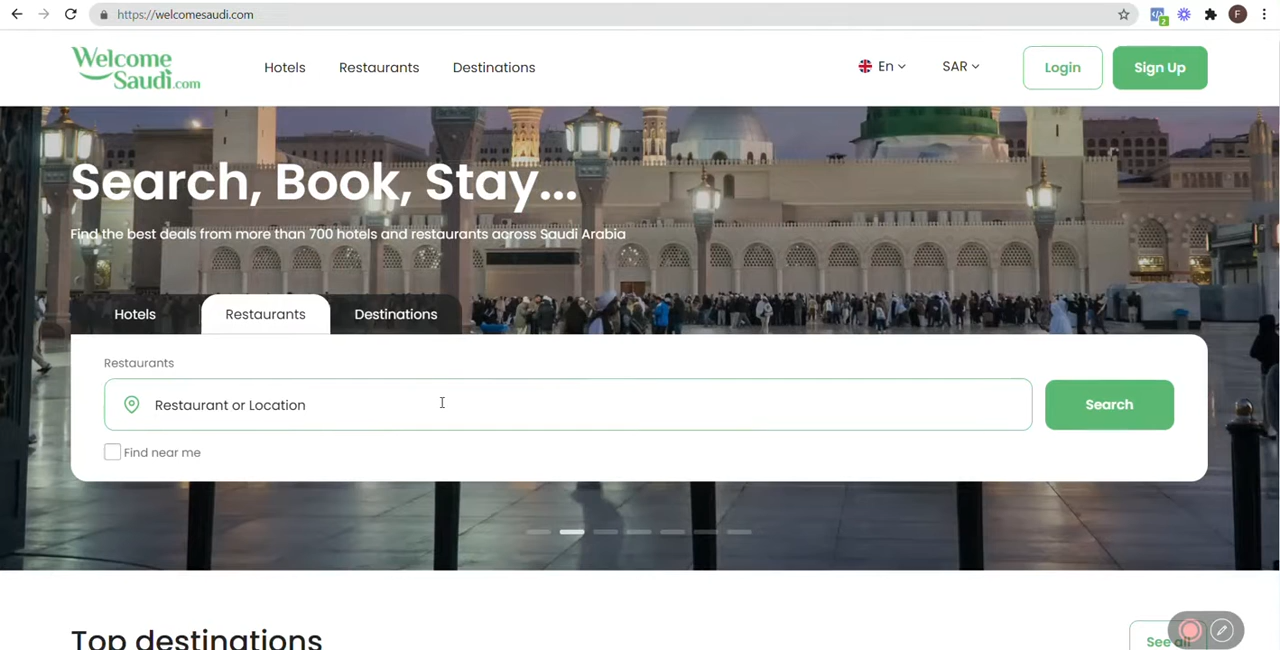 https://welcomesaudi.com
2
F
Welcome
Saudi.com
Hotels Restaurants Destinations
En SAR Login Sign Up
Search, Book, Stay...
Find the best deals from more than 700 hotels and restaurants across Saudi Arabia
Hotels Restaurants Destinations
Restaurants
Restaurant or Location Search
Find near me
Top destinations See all